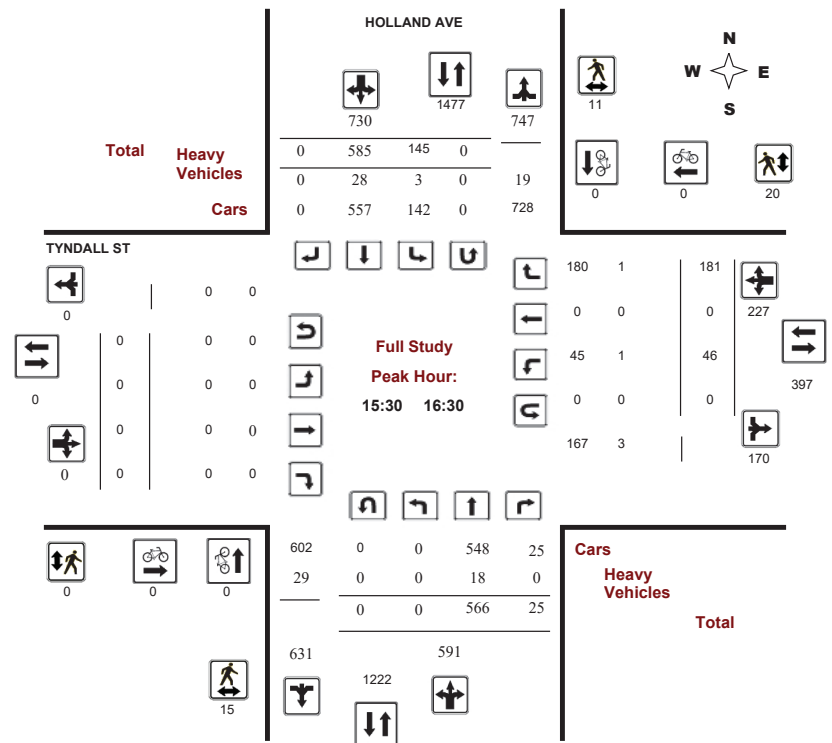 HOLLAND AVE
N
W E
S
730 1477 747 11
Total Heavy Vehicles
0 585 145 0
0 28 3 0 19
Cars 0 557 142 0 728
0 0 20
TYNDALL ST
0
0 0
180 1 181
227
0 0 0
0 0 0
Full Study
Peak Hour:
15:30 16:30
0 0 0
45 1 46
397
0
0 0 0
0 0 0
167 3
170
0
0 0 0
602 0 0 548 25
29 0 0 18 0
0 0 566 25
Cars
Heavy
Vehicles
Total
0 0 0
631 591
1222
15